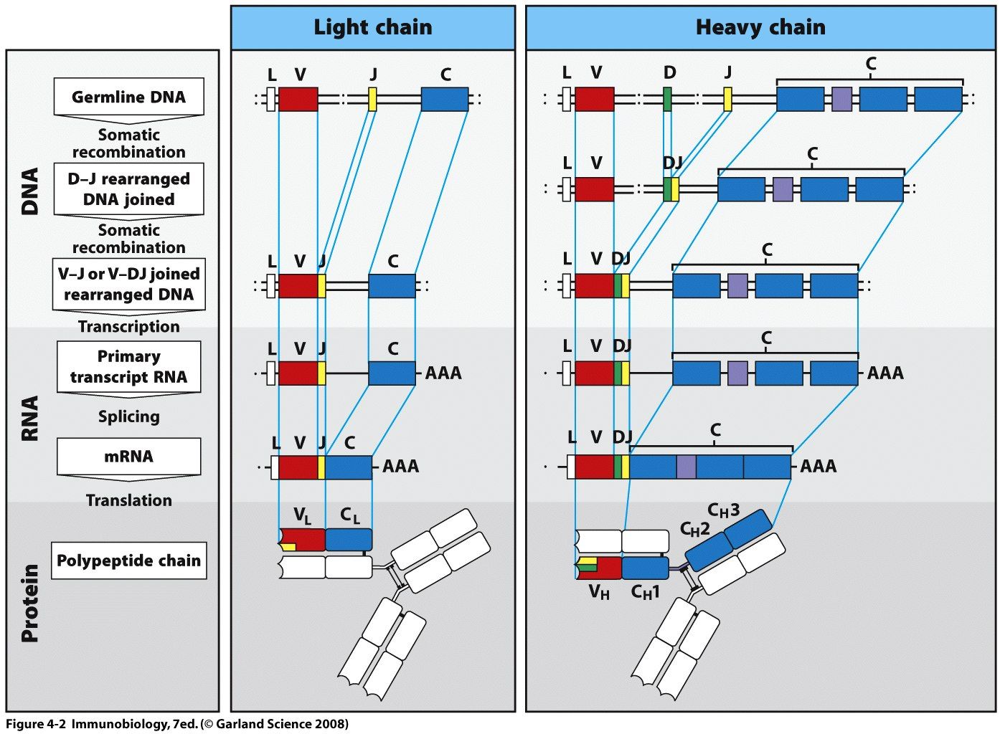 Light chain
Heavy chain
DNA
RNA
Protein
Germline DNA
Somatic
recombination
D–J rearranged
DNA joined
Somatic
recombination
V–J or V–DJ joined
rearranged DNA
Transcription
Primary
transcript RNA
Splicing
mRNA
Translation
Polypeptide chain
L V J C
L V J C
L V J C
AAA
L V J C
AAA
VL CL
L V D J C
L V DJ C
L V DJ C
L V DJ C
AAA
L V DJ C
AAA
CH3
CH2
VH CH1
Figure 4-2 Immunobiology, 7ed. (© Garland Science 2008)